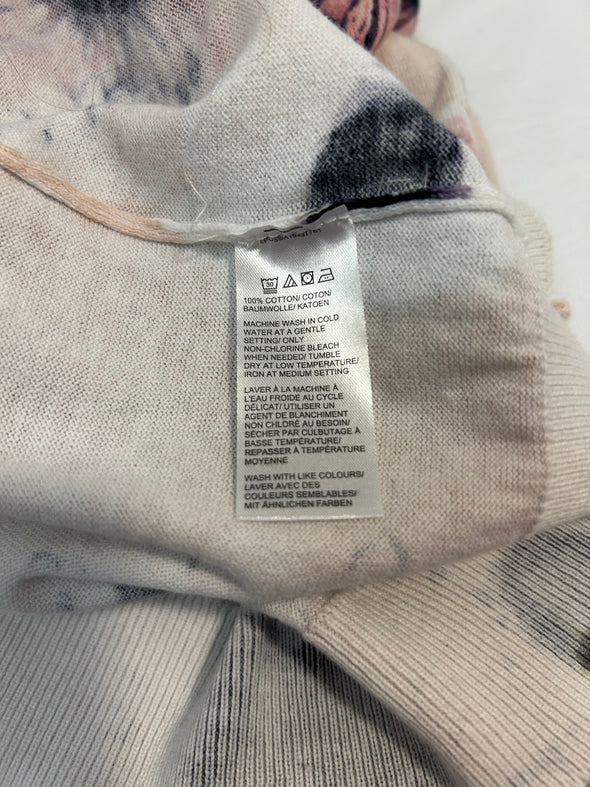 30
100% COTTON/ COTON/
BAUMWOLLE/ KATOEN
MACHINE WASH IN COLD
WATER AT A GENTLE
SETTING/ ONLY
NON-CHLORINE BLEACH
WHEN NEEDED/ TUMBLE
DRY AT LOW TEMPERATURE/
IRON AT MEDIUM SETTING
LAVER À LA MACHINE À
L'EAU FROIDE AU CYCLE
DÉLICAT/ UTILISER UN
AGENT DE BLANCHIMENT
NON CHLORÉ AU BESOIN/
SÉCHER PAR CULBUTAGE À
BASSE TEMPÉRATURE/
REPASSER À TEMPÉRATURE
MOYENNE
WASH WITH LIKE COLOURS/
LAVER AVEC DES
COULEURS SEMBLABLES/
MIT ÄHNLICHEN FARBEN